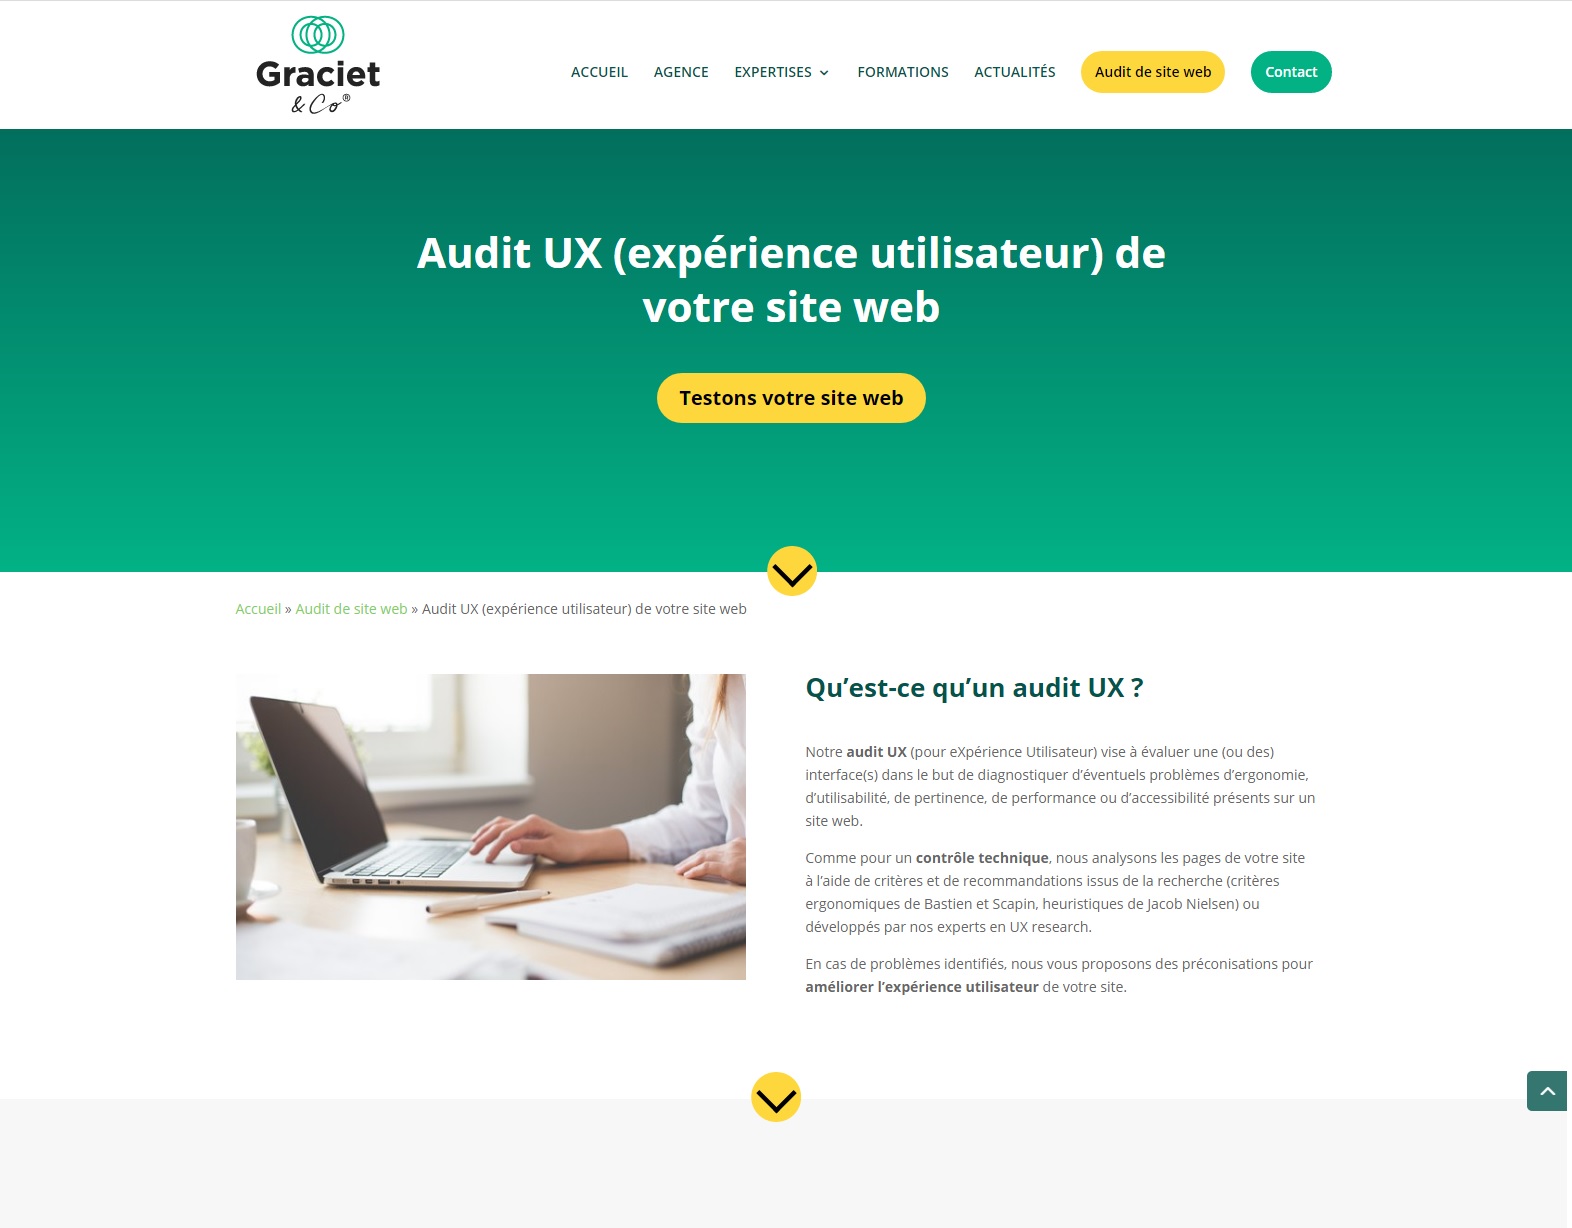 Graciet
& Co®
ACCUEIL
AGENCE
EXPERTISES
FORMATIONS
ACTUALITÉS
Audit de site web
Contact
Audit UX (expérience utilisateur) de
votre site web
Testons votre site web
Accueil » Audit de site web » Audit UX (expérience utilisateur) de votre site web
Qu’est-ce qu’un audit UX ?
Notre audit UX (pour eXpérience Utilisateur) vise à évaluer une (ou des)
interface(s) dans le but de diagnostiquer d’éventuels problèmes d’ergonomie,
d’utilisabilité, de pertinence, de performance ou d’accessibilité présents sur un
site web.
Comme pour un contrôle technique, nous analysons les pages de votre site
à l’aide de critères et de recommandations issus de la recherche (critères
ergonomiques de Bastien et Scapin, heuristiques de Jacob Nielsen) ou
développés par nos experts en UX research.
En cas de problèmes identifiés, nous vous proposons des préconisations pour
améliorer l’expérience utilisateur de votre site.